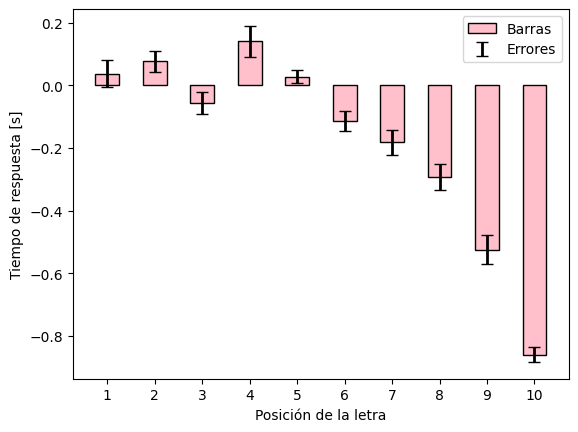 Barras
Errores
0.2
0.0
−0.2
−0.4
−0.6
−0.8
Tiempo de respuesta [s]
1 2 3 4 5 6 7 8 9 10
Posición de la letra